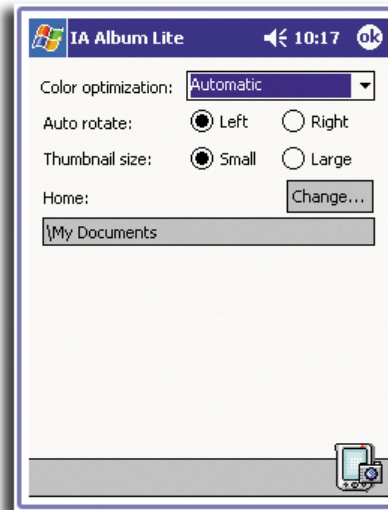 IA Album Lite 10:17 ok
Color optimization: Automatic
Auto rotate: Left Right
Thumbnail size: Small Large
Home: Change...
\My Documents